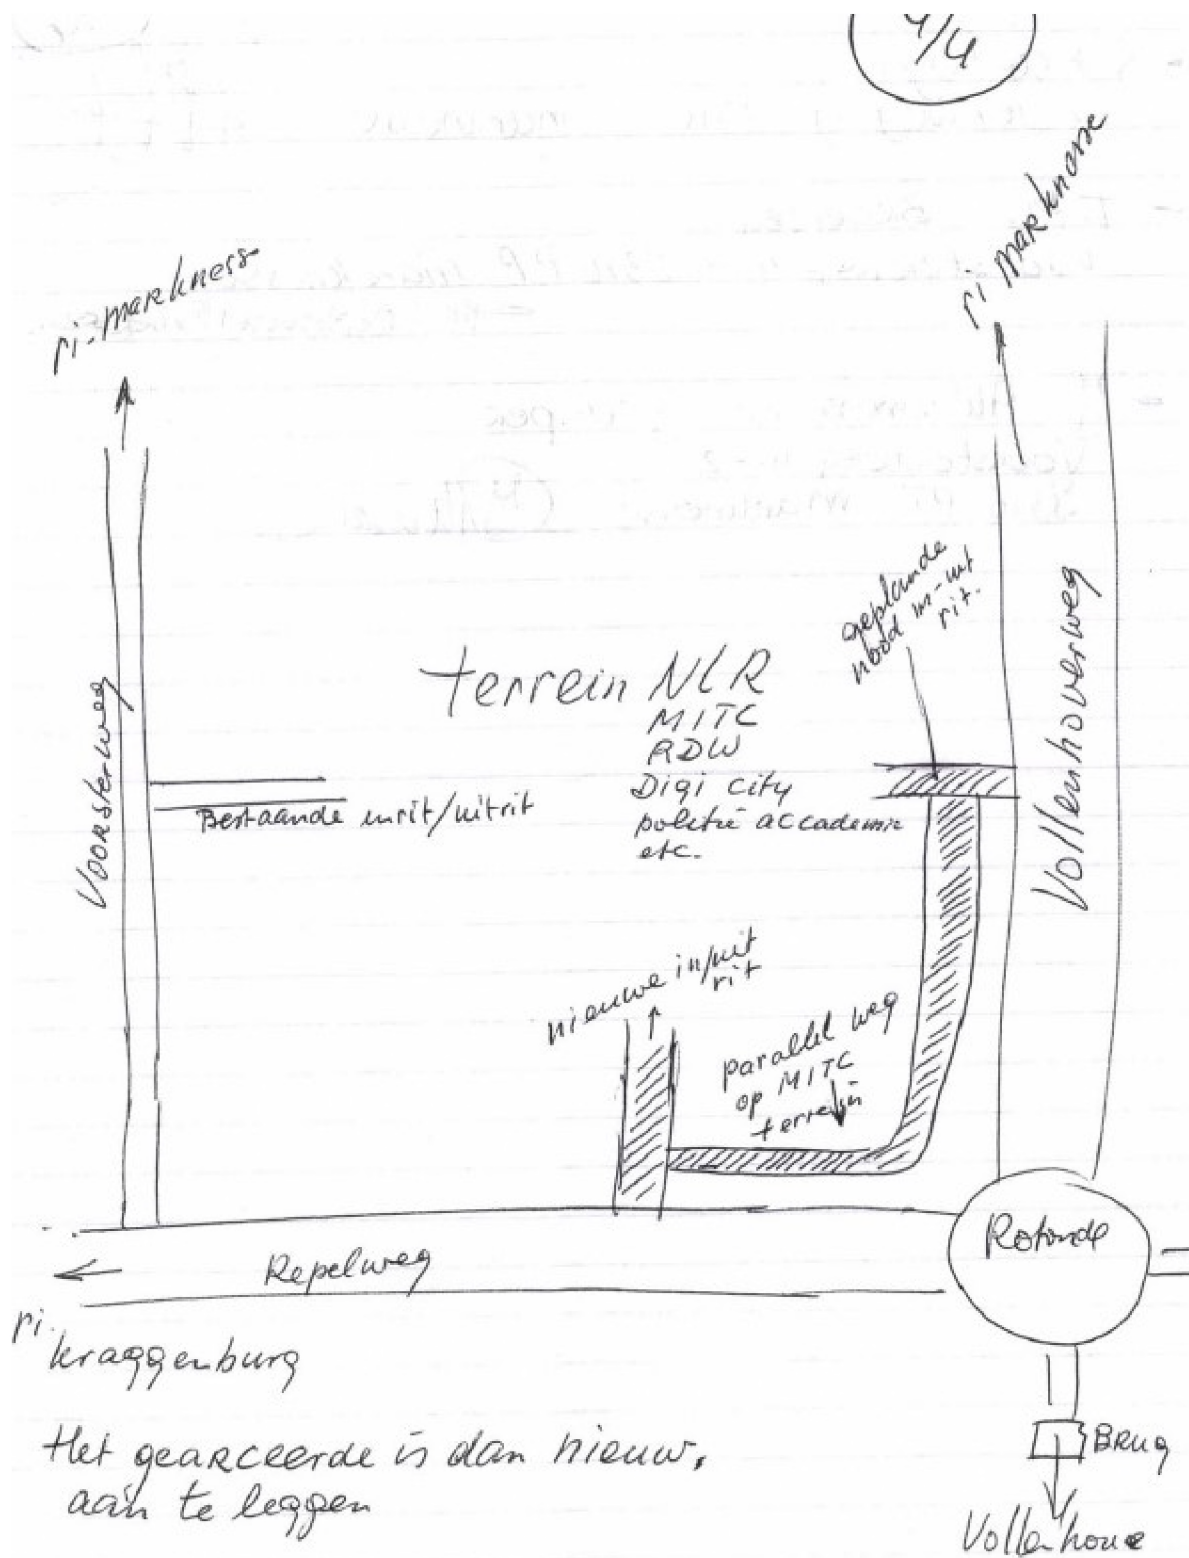 4/4
ri-markness
ri marknasse
geplande
nood in-uit
rit.
terrein NLR
MITC
RDW
Digi city
politie accademie
etc.
Voorsterweg
Bestaande inrit/uitrit
Vollenhoverweg
nieuwe in/uit
rit
parallel weg
op MITC
terrein
Rotonde
Repelweg
ri.
kraggenburg
Het gearceerde is dan nieuw.
aan te leggen
Brug
Vollenhove